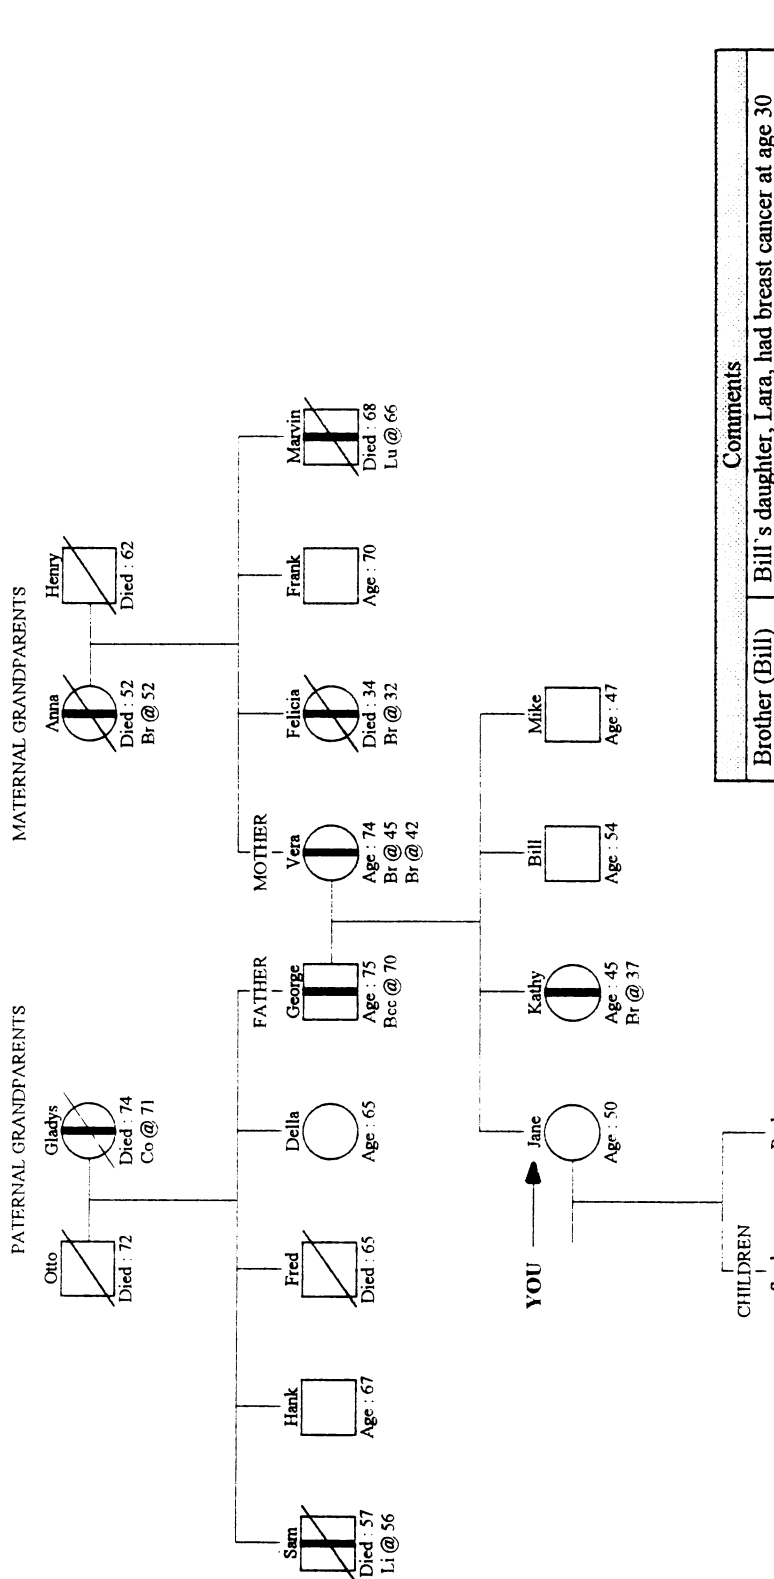 PATERNAL GRANDPARENTS
MATERNAL GRANDPARENTS
Otto
Died : 72
Gladys
Died : 74
Co @ 71
Anna
Died : 52
Br @ 52
Henry
Died : 62
Sam
Died : 57
Li @ 56
Hank
Age : 67
Fred
Died : 65
Della
Age : 65
FATHER
George
Age : 75
Bcc @ 70
MOTHER
Vera
Age : 74
Br @ 45
Br @ 42
Felicia
Died : 34
Br @ 32
Frank
Age : 70
Marvin
Died : 68
Lu @ 66
YOU
Jane
Age : 50
Kathy
Age : 45
Br @ 37
Bill
Age : 54
Mike
Age : 47
CHILDREN
Comments
Brother (Bill) Bill's daughter, Lara, had breast cancer at age 30